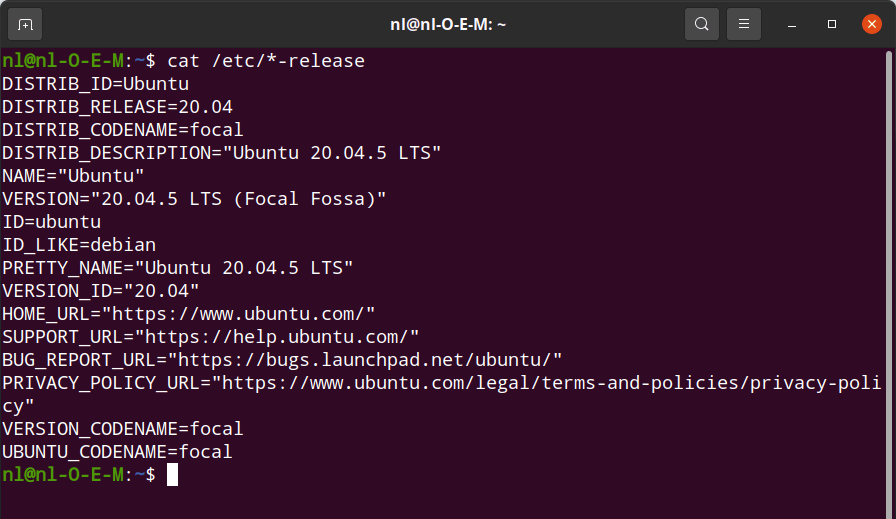 nl@nl-O-E-M: ~
nl@nl-O-E-M:~$ cat /etc/*-release
DISTRIB_ID=Ubuntu
DISTRIB_RELEASE=20.04
DISTRIB_CODENAME=focal
DISTRIB_DESCRIPTION="Ubuntu 20.04.5 LTS"
NAME="Ubuntu"
VERSION="20.04.5 LTS (Focal Fossa)"
ID=ubuntu
ID_LIKE=debian
PRETTY_NAME="Ubuntu 20.04.5 LTS"
VERSION_ID="20.04"
HOME_URL="https://www.ubuntu.com/"
SUPPORT_URL="https://help.ubuntu.com/"
BUG_REPORT_URL="https://bugs.launchpad.net/ubuntu/"
PRIVACY_POLICY_URL="https://www.ubuntu.com/legal/terms-and-policies/privacy-poli
cy"
VERSION_CODENAME=focal
UBUNTU_CODENAME=focal
nl@nl-O-E-M:~$